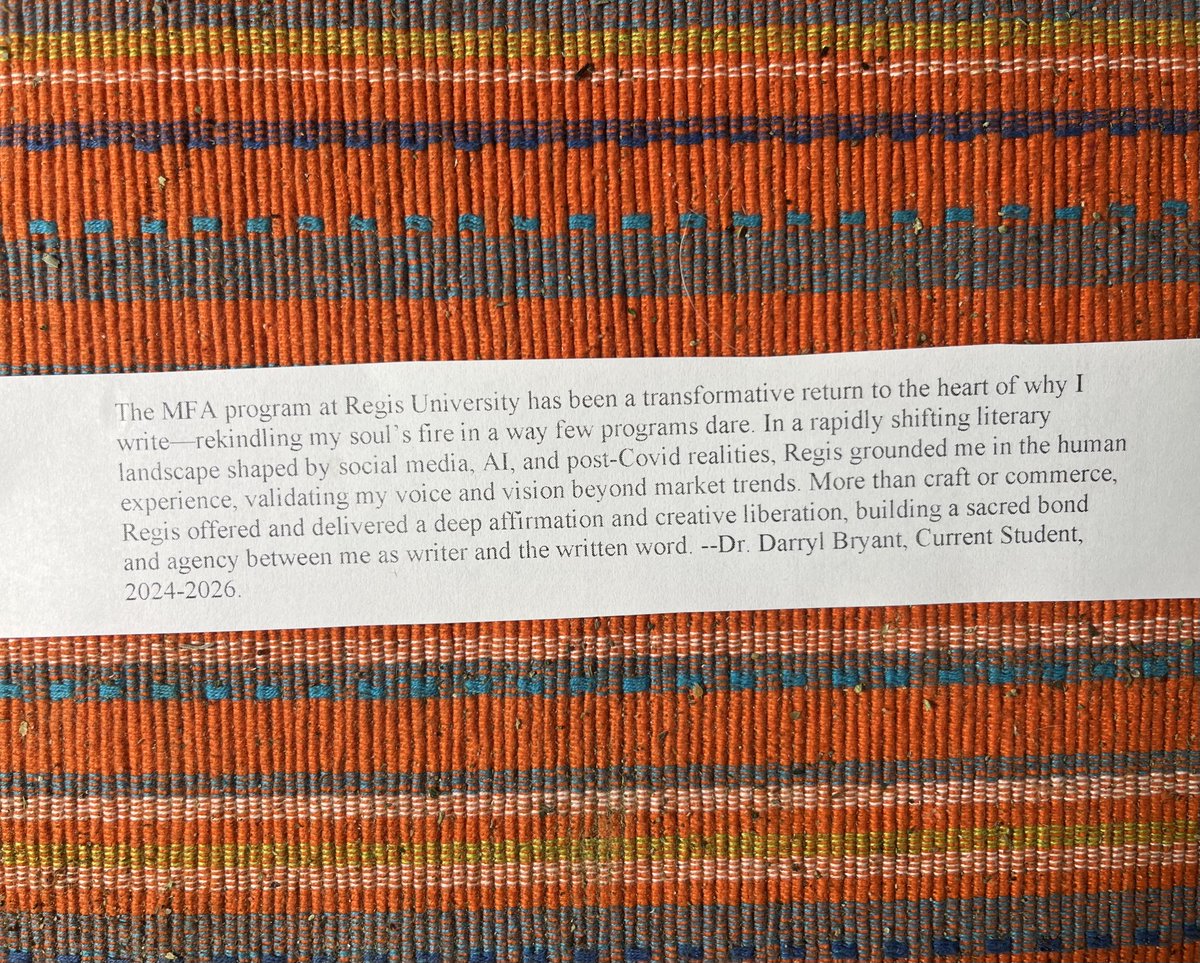 The MFA program at Regis University has been a transformative return to the heart of why I
write—rekindling my soul's fire in a way few programs dare. In a rapidly shifting literary
landscape shaped by social media, AI, and post-Covid realities, Regis grounded me in the human
experience, validating my voice and vision beyond market trends. More than craft or commerce,
Regis offered and delivered a deep affirmation and creative liberation, building a sacred bond
and agency between me as writer and the written word. --Dr. Darryl Bryant, Current Student,
2024-2026.